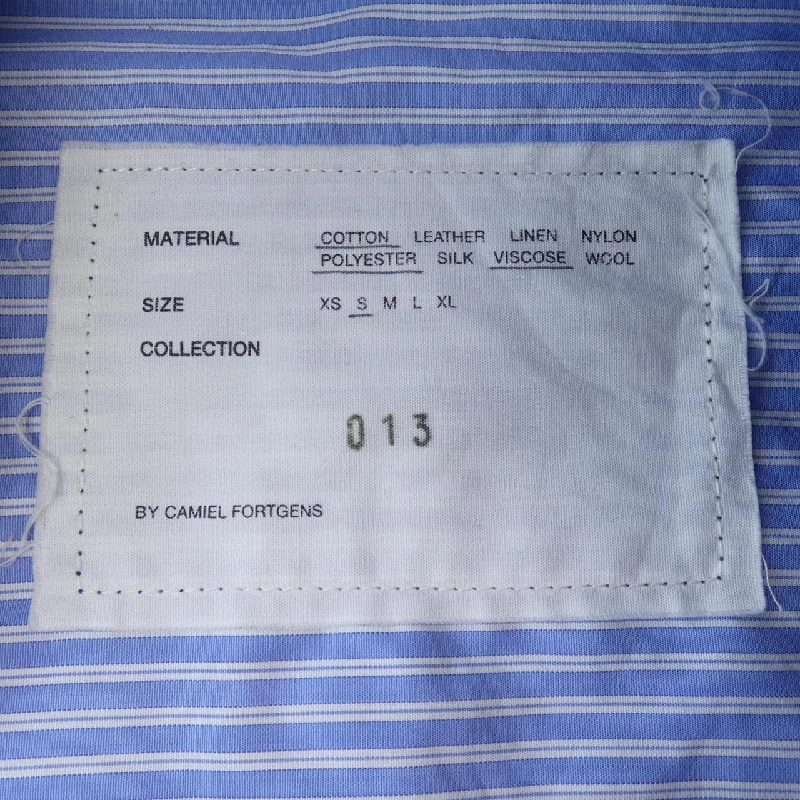 MATERIAL COTTON LEATHER LINEN NYLON
POLYESTER SILK VISCOSE WOOL
SIZE XS S M L XL
COLLECTION
013
BY CAMIEL FORTGENS